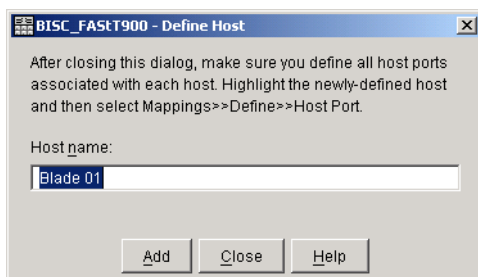 BISC_FAStT900 - Define Host
After closing this dialog, make sure you define all host ports
associated with each host. Highlight the newly-defined host
and then select Mappings>>Define>>Host Port.
Host name:
Blade 01
Add Close Help